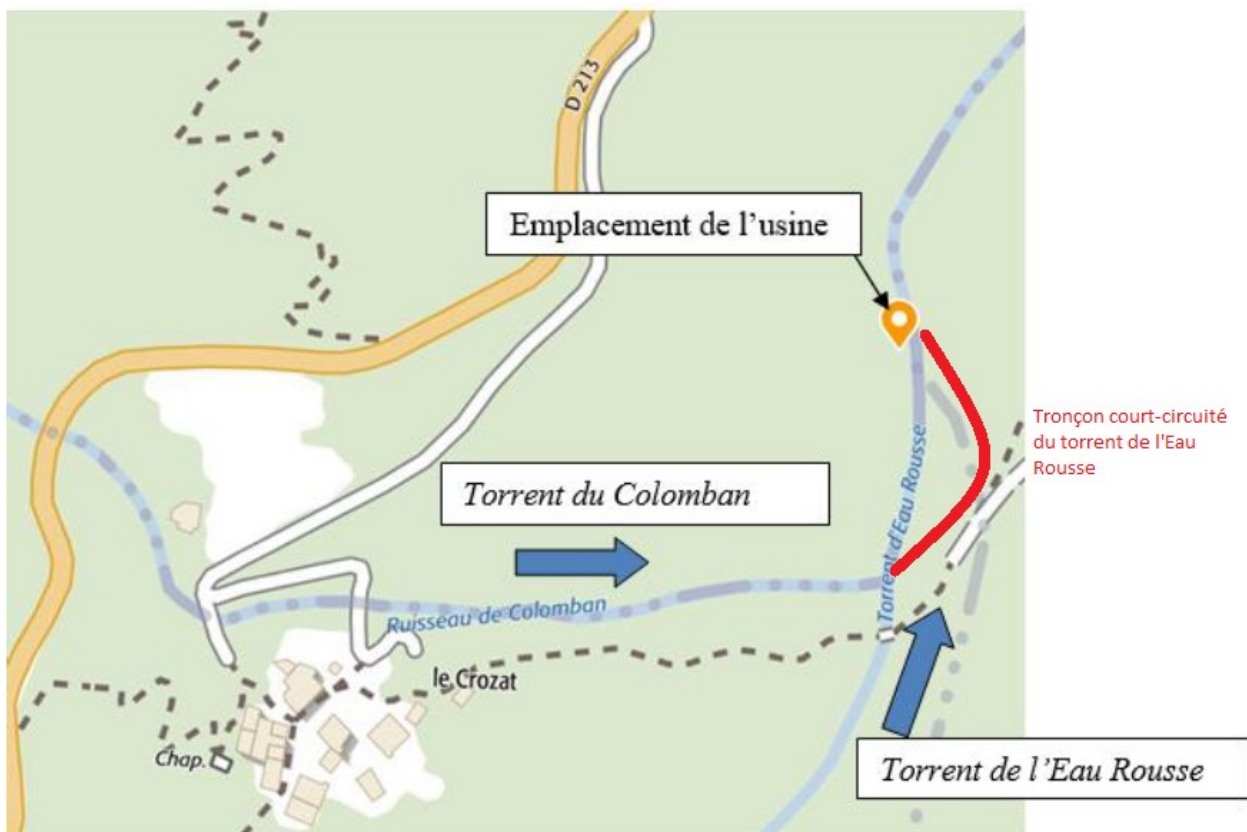 D 213
Emplacement de l’usine
Tronçon court-circuité
du torrent de l'Eau
Rousse
Torrent du Colomban
Torrent d'Eau Rousse
Ruisseau de Colomban
le Crozat
Chap.
Torrent de l’Eau Rousse